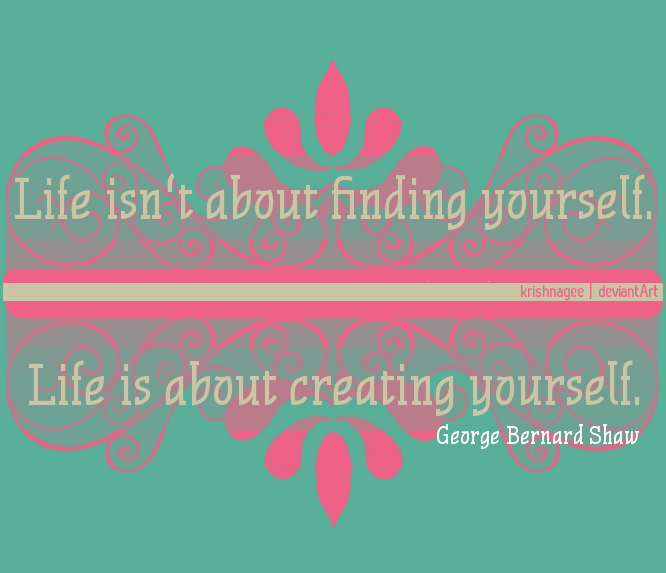 Life isn't about finding yourself.
krishnagee | deviantArt
Life is about creating yourself.
George Bernard Shaw